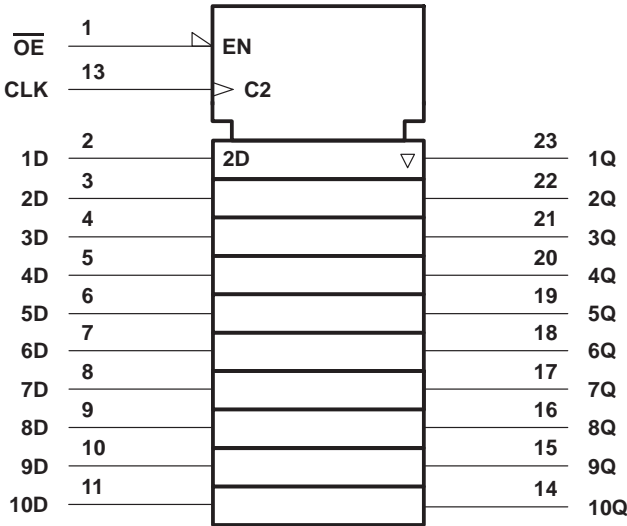 1
O̅E̅ EN
13
CLK C2
2 23
1D 2D 1Q
3 22
2D 2Q
4 21
3D 3Q
5 20
4D 4Q
6 19
5D 5Q
7 18
6D 6Q
8 17
7D 7Q
9 16
8D 8Q
10 15
9D 9Q
11 14
10D 10Q